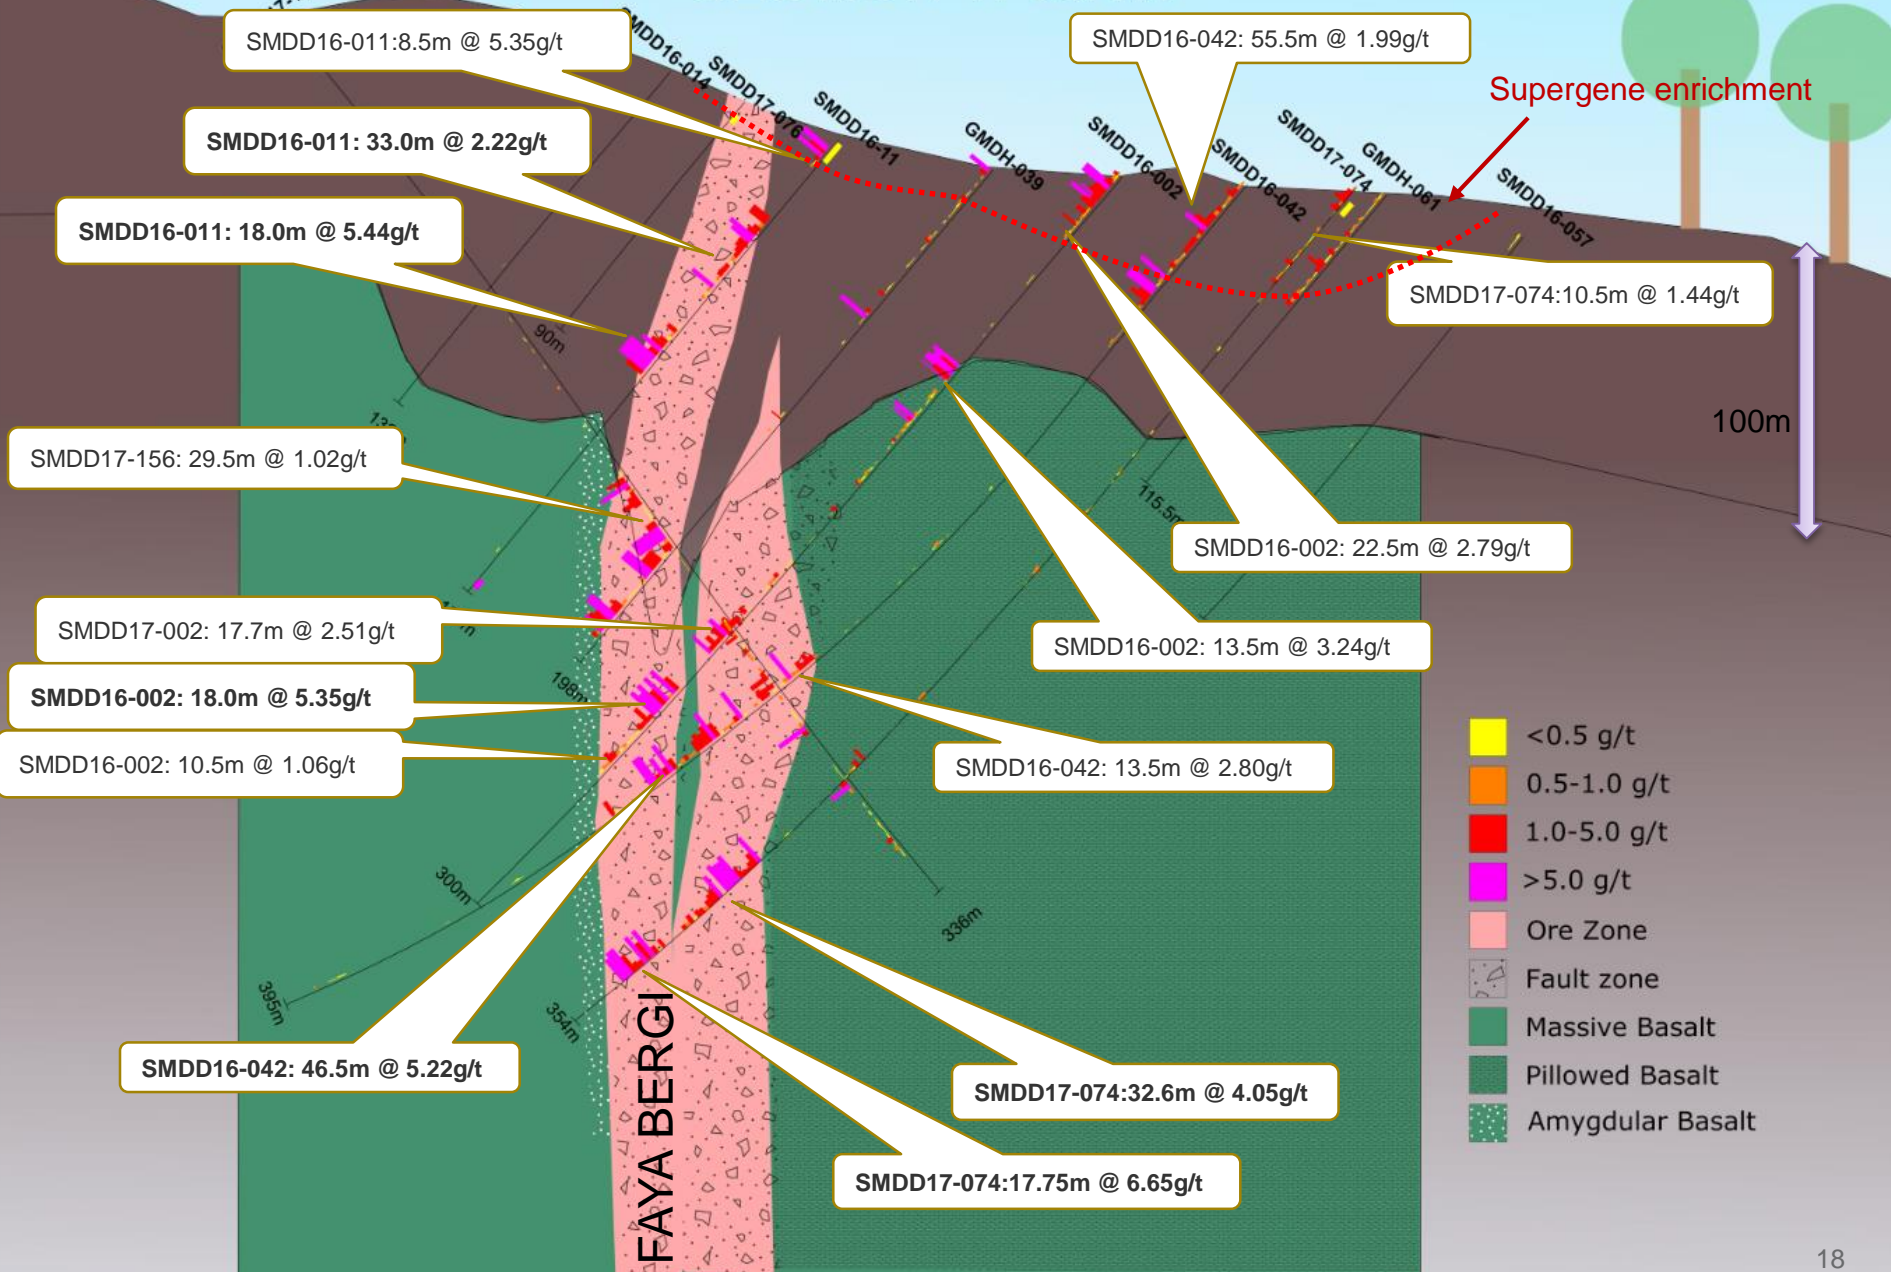 SMDD16-011:8.5m @ 5.35g/t
SMDD16-042: 55.5m @ 1.99g/t
Supergene enrichment
SMDD16-014
SMDD17-076
SMDD16-11
GMDH-039
SMDD16-002
SMDD16-042
SMDD17-074
GMDH-061
SMDD16-057
SMDD16-011: 33.0m @ 2.22g/t
SMDD16-011: 18.0m @ 5.44g/t
SMDD17-074:10.5m @ 1.44g/t
90m
100m
SMDD17-156: 29.5m @ 1.02g/t
115.5m
SMDD16-002: 22.5m @ 2.79g/t
SMDD17-002: 17.7m @ 2.51g/t
SMDD16-002: 13.5m @ 3.24g/t
198m
SMDD16-002: 18.0m @ 5.35g/t
SMDD16-002: 10.5m @ 1.06g/t
SMDD16-042: 13.5m @ 2.80g/t
<0.5 g/t
0.5-1.0 g/t
1.0-5.0 g/t
>5.0 g/t
Ore Zone
Fault zone
Massive Basalt
Pillowed Basalt
Amygdular Basalt
300m
336m
395m
354m
FAYA BERGI
SMDD16-042: 46.5m @ 5.22g/t
SMDD17-074:32.6m @ 4.05g/t
SMDD17-074:17.75m @ 6.65g/t
18